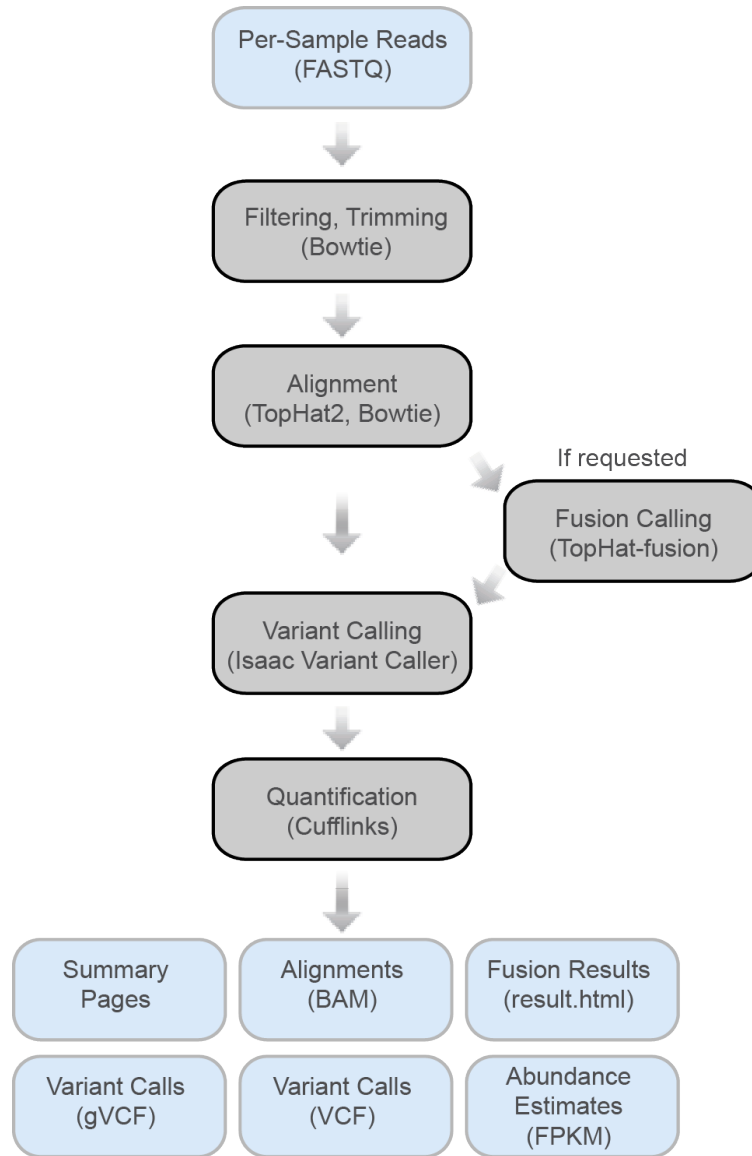 Per-Sample Reads
(FASTQ)
Filtering, Trimming
(Bowtie)
Alignment
(TopHat2, Bowtie)
If requested
Fusion Calling
(TopHat-fusion)
Variant Calling
(Isaac Variant Caller)
Quantification
(Cufflinks)
Summary
Pages
Alignments
(BAM)
Fusion Results
(result.html)
Variant Calls
(gVCF)
Variant Calls
(VCF)
Abundance
Estimates
(FPKM)